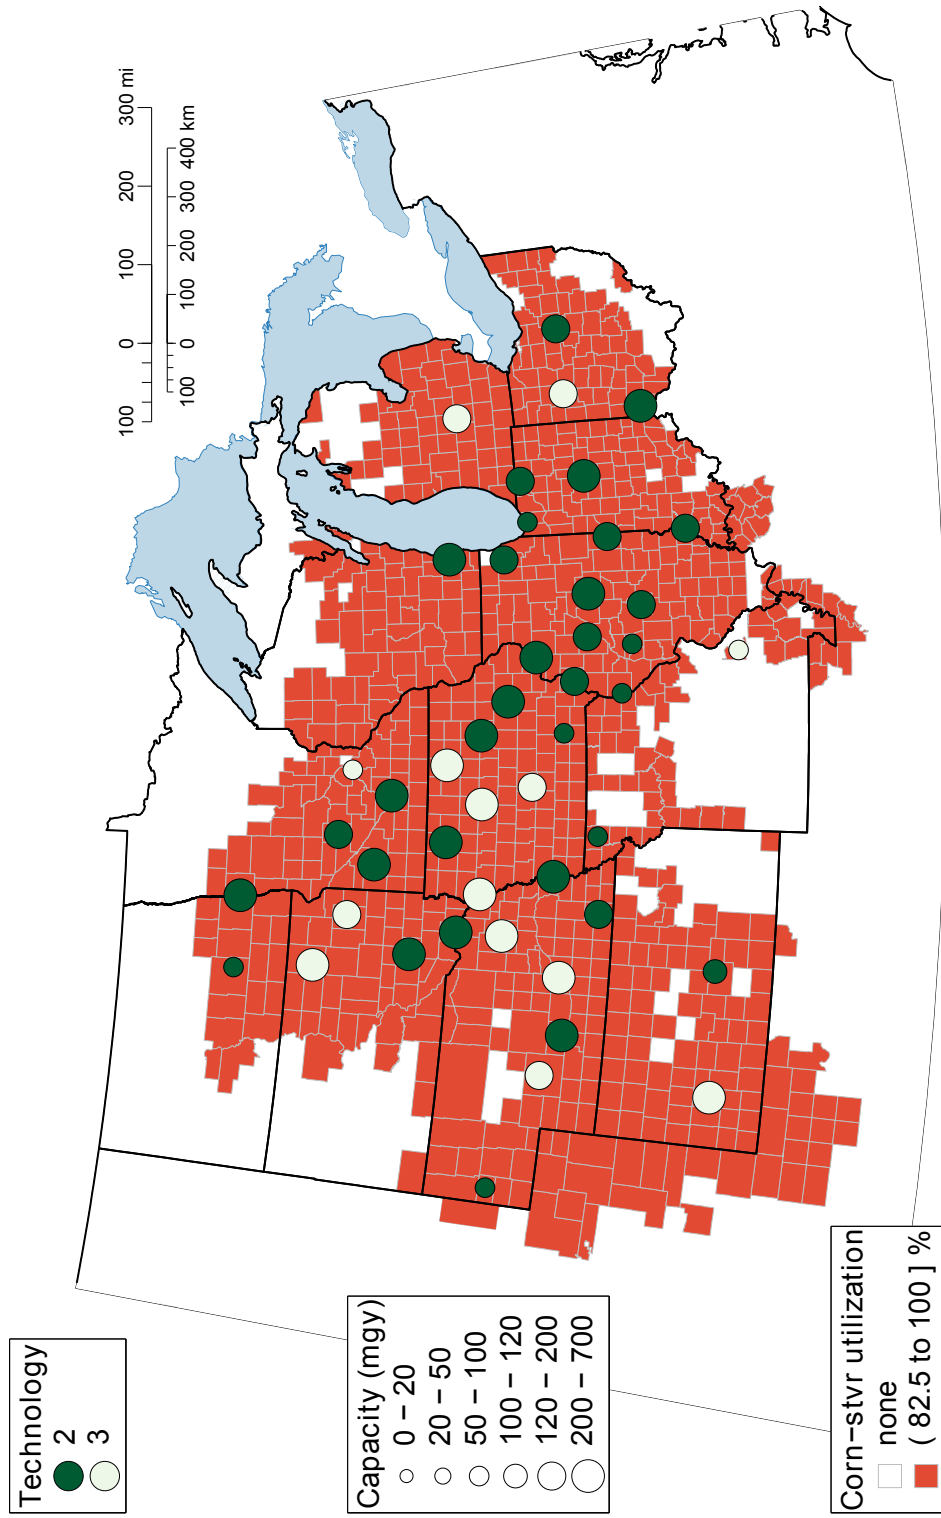 Technology
2
3
Capacity (mgy)
0 − 20
20 − 50
50 − 100
100 − 120
120 − 200
200 − 700
Corn−stvr utilization
none
( 82.5 to 100 ] %
100 0 100 200 300 mi
100 0 100 200 300 400 km